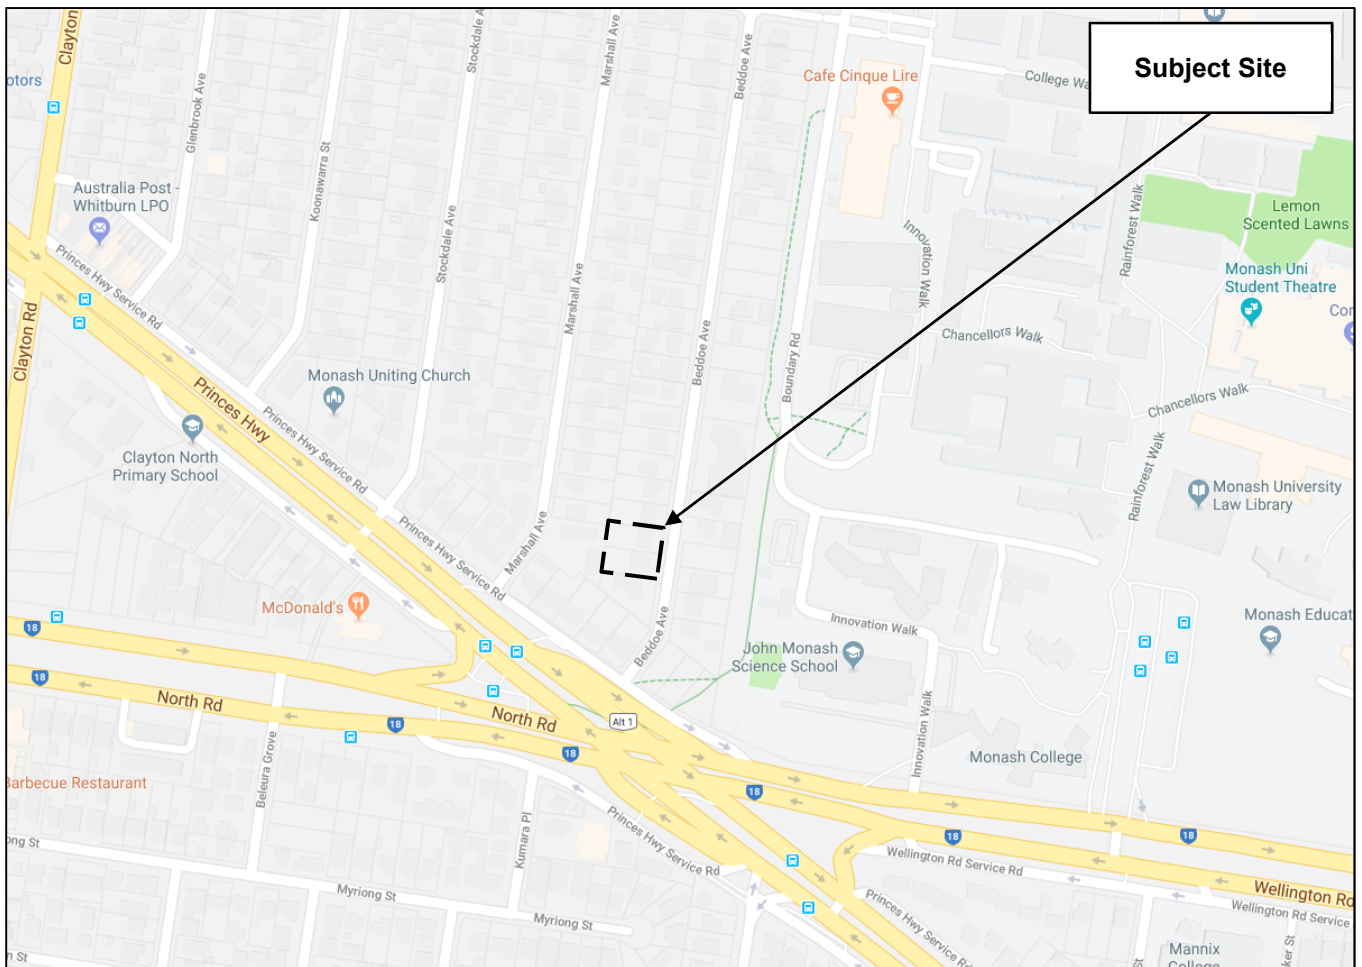 Clayton
otors
Glenbrook Ave
Koonawarra St
Stockdale A
Marshall Ave
Beddoe Ave
Cafe Cinque Lire
College Wa
Subject Site
Australia Post -
Whitburn LPO
Princes Hwy Service Rd
Stockdale Ave
Marshall Ave
Beddoe Ave
Boundary Rd
Innovation Walk
Rainforest Walk
Lemon
Scented Lawns
Monash Uni
Student Theatre
Cor
Chancellors Walk
Clayton Rd
Princes Hwy
Monash Uniting Church
Princes Hwy Service Rd
Chancellors Walk
Clayton North
Primary School
Rainforest Walk
Monash University
Law Library
Princes Hwy Service Rd
Marshall Ave
McDonald's
18
Beddoe Ave
Innovation Walk
John Monash
Science School
Monash Educat
18
North Rd
18
North Rd
Alt 1
18
Innovation Walk
Monash College
Beleura Grove
Barbecue Restaurant
18
18
18
Kumara Pl
Princes Hwy Service Rd
Wellington Rd Service Rd
ong St
Myriong St
Myriong St
Wellington Rd
Wellington Rd Service
Princes Hwy Service Rd
Mannix
College
ker St
n St